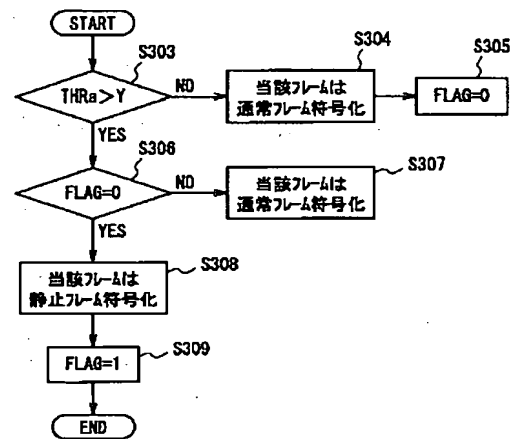 START
S303
THRa>Y
NO
S304
当該フレームは
通常フレーム符号化
S305
FLAG=0
YES
S306
FLAG=0
NO
S307
当該フレームは
通常フレーム符号化
YES
S308
当該フレームは
静止フレーム符号化
S309
FLAG=1
END